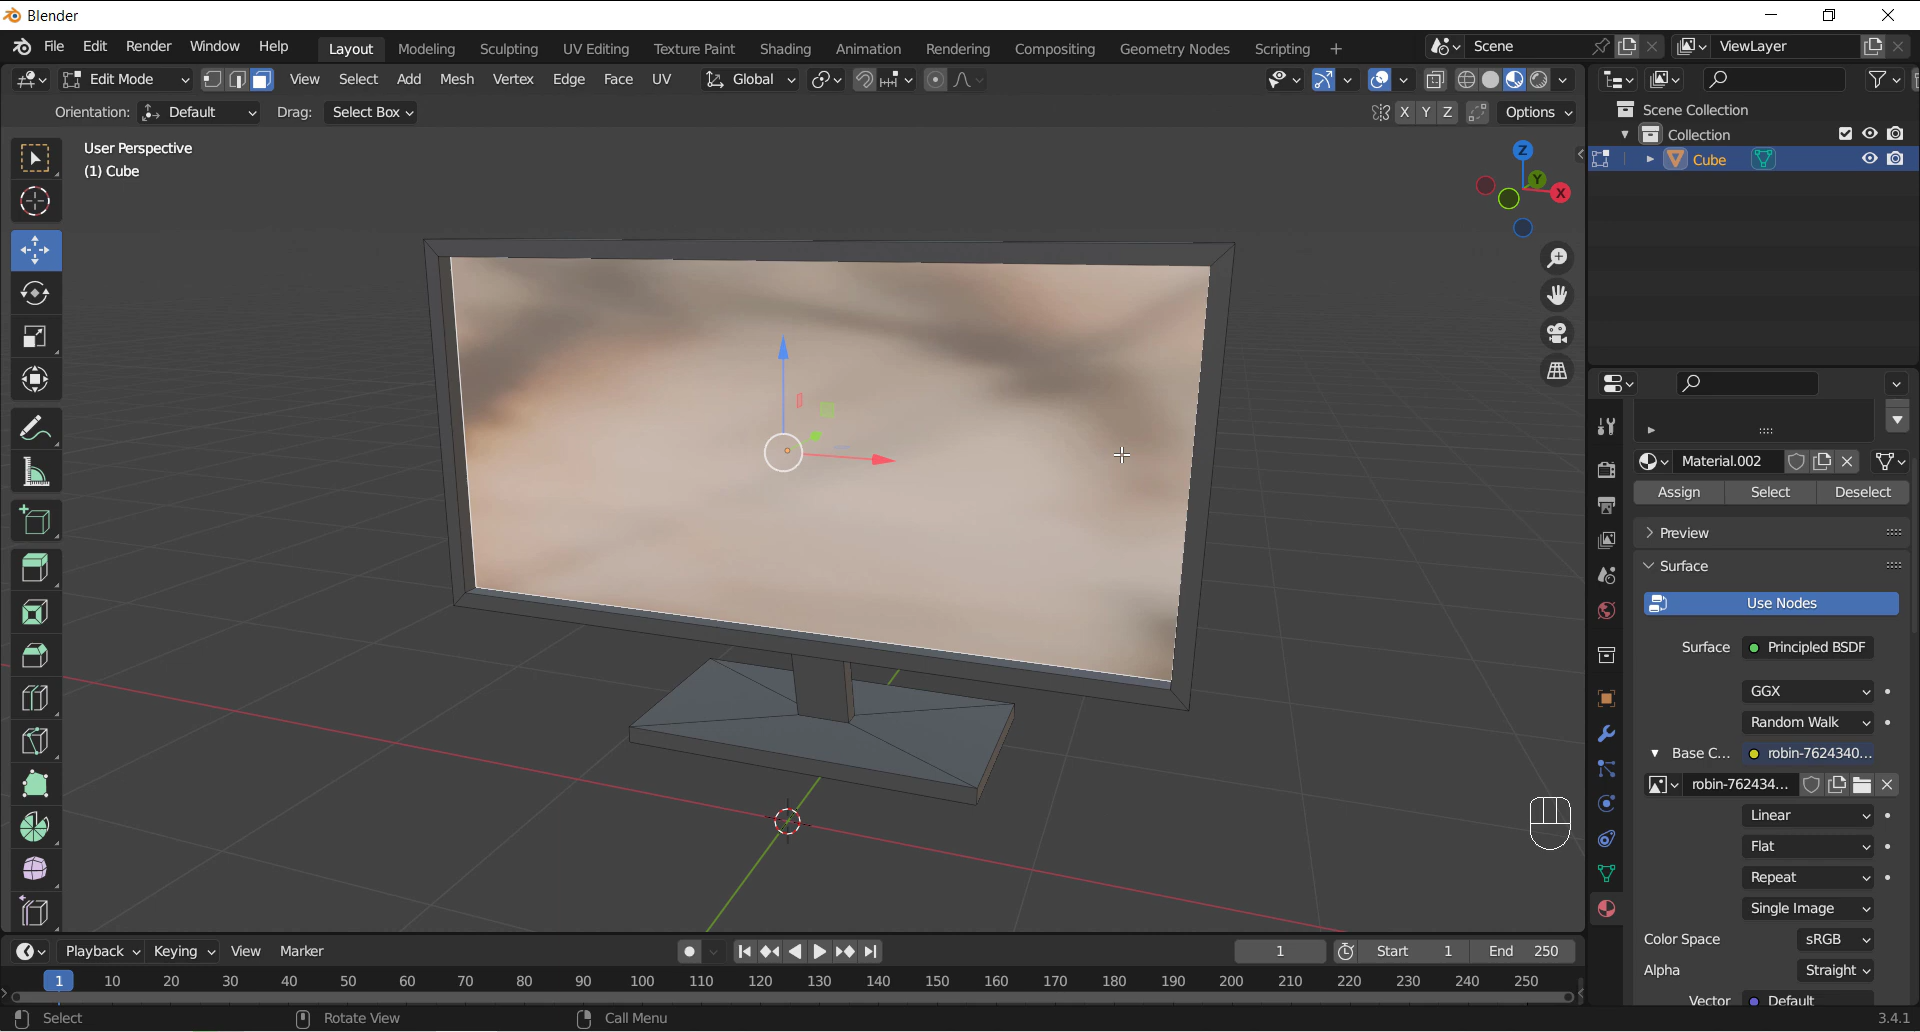 Blender
File Edit Render Window Help Layout Modeling Sculpting UV Editing Texture Paint Shading Animation Rendering Compositing Geometry Nodes Scripting + Scene ViewLayer
Edit Mode View Select Add Mesh Vertex Edge Face UV Global
Orientation: Default Drag: Select Box X Y Z Options
User Perspective
(1) Cube
Z
Y
X
Scene Collection
Collection
Cube
Material.002
Assign Select Deselect
Preview
Surface
Use Nodes
Surface Principled BSDF
GGX
Random Walk
Base C... robin-7624340...
robin-762434...
Linear
Flat
Repeat
Single Image
Color Space sRGB
Alpha Straight
Vector Default
Playback Keying View Marker 1 Start 1 End 250
1 10 20 30 40 50 60 70 80 90 100 110 120 130 140 150 160 170 180 190 200 210 220 230 240 250
Select Rotate View Call Menu 3.4.1